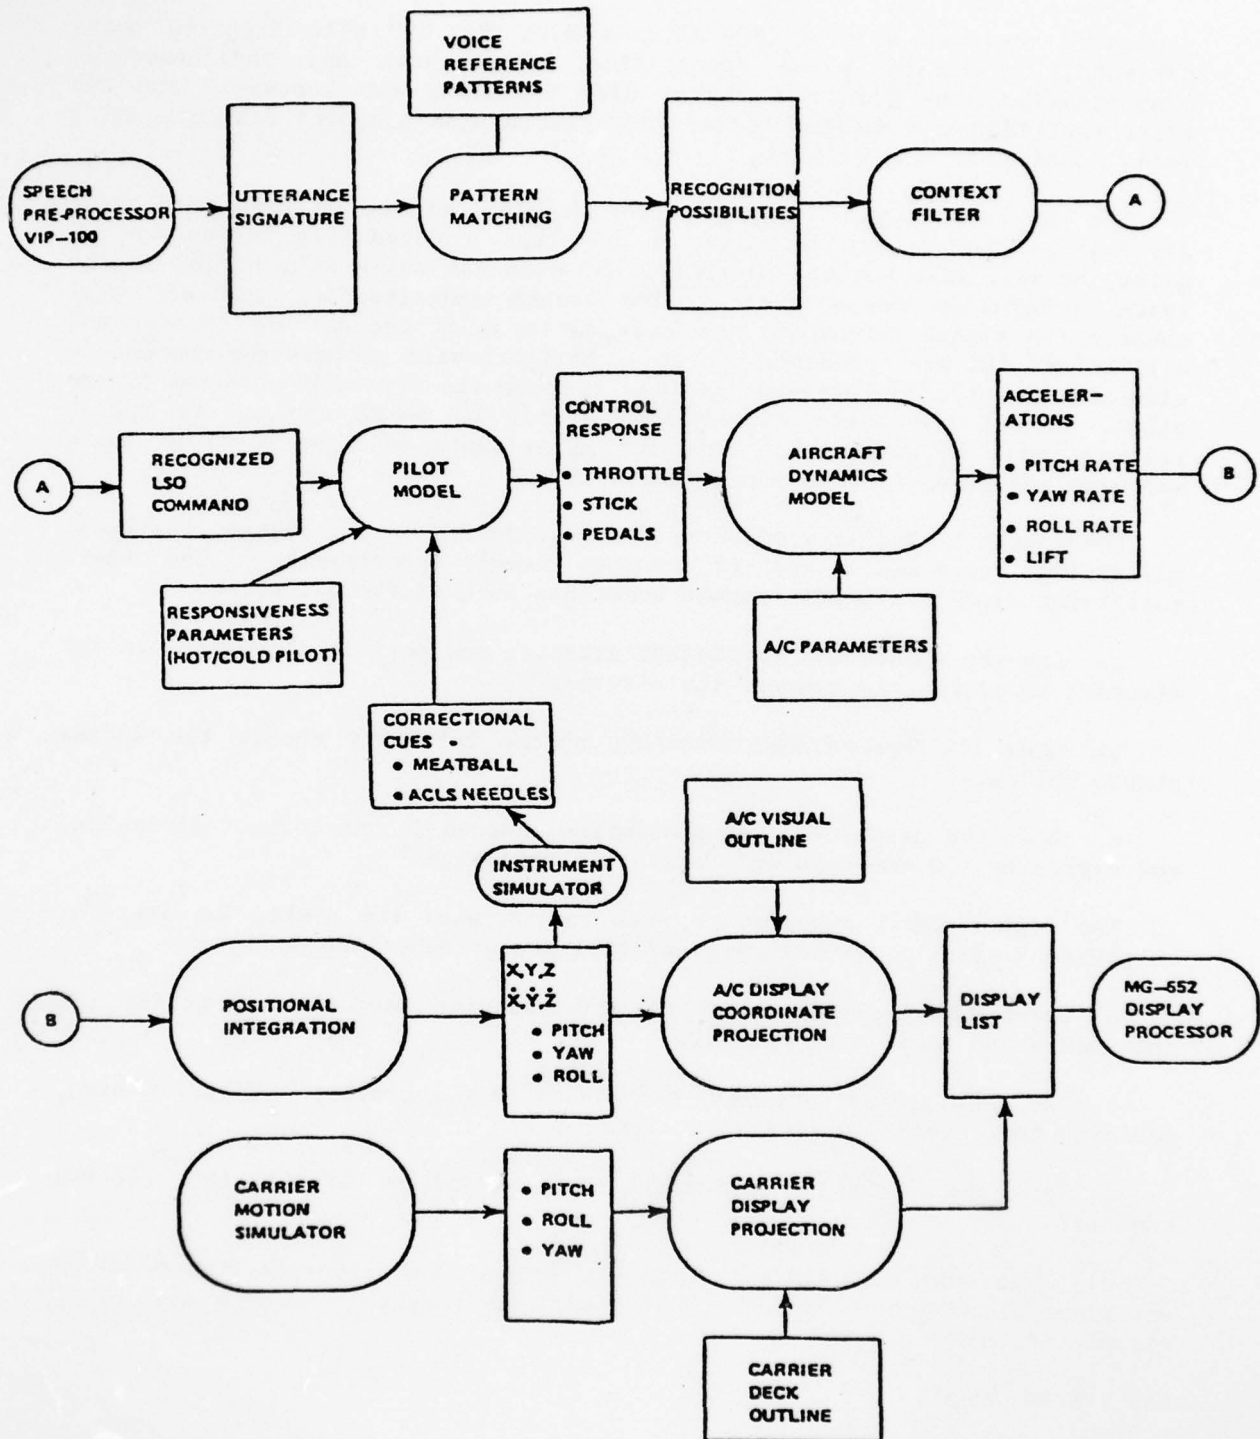 VOICE
REFERENCE
PATTERNS
SPEECH
PRE-PROCESSOR
VIP-100
UTTERANCE
SIGNATURE
PATTERN
MATCHING
RECOGNITION
POSSIBILITIES
CONTEXT
FILTER
A
A
RECOGNIZED
LSO
COMMAND
PILOT
MODEL
CONTROL
RESPONSE
• THROTTLE
• STICK
• PEDALS
AIRCRAFT
DYNAMICS
MODEL
ACCELER-
ATIONS
• PITCH RATE
• YAW RATE
• ROLL RATE
• LIFT
B
RESPONSIVENESS
PARAMETERS
(HOT/COLD PILOT)
A/C PARAMETERS
CORRECTIONAL
CUES -
• MEATBALL
• ACLS NEEDLES
INSTRUMENT
SIMULATOR
A/C VISUAL
OUTLINE
B
POSITIONAL
INTEGRATION
X,Y,Z
Ẋ,Ẏ,Ż
• PITCH
• YAW
• ROLL
A/C DISPLAY
COORDINATE
PROJECTION
DISPLAY
LIST
MG-552
DISPLAY
PROCESSOR
CARRIER
MOTION
SIMULATOR
• PITCH
• ROLL
• YAW
CARRIER
DISPLAY
PROJECTION
CARRIER
DECK
OUTLINE